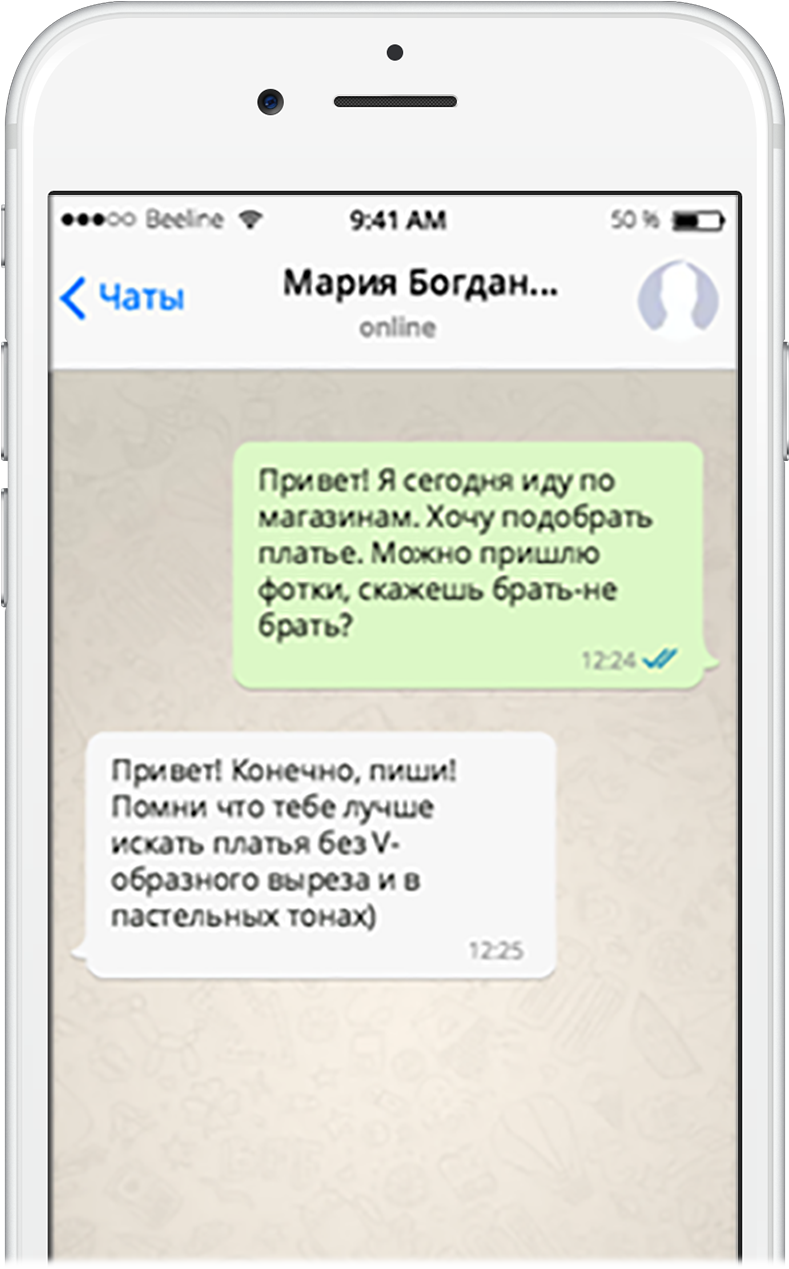 Beeline 9:41 AM 50 %
Чаты
Мария Богдан...
online
Привет! Я сегодня иду по
магазинам. Хочу подобрать
платье. Можно пришлю
фотки, скажешь брать-не
брать?
12:24
Привет! Конечно, пиши!
Помни что тебе лучше
искать платья без V-
образного выреза и в
пастельных тонах)
12:25